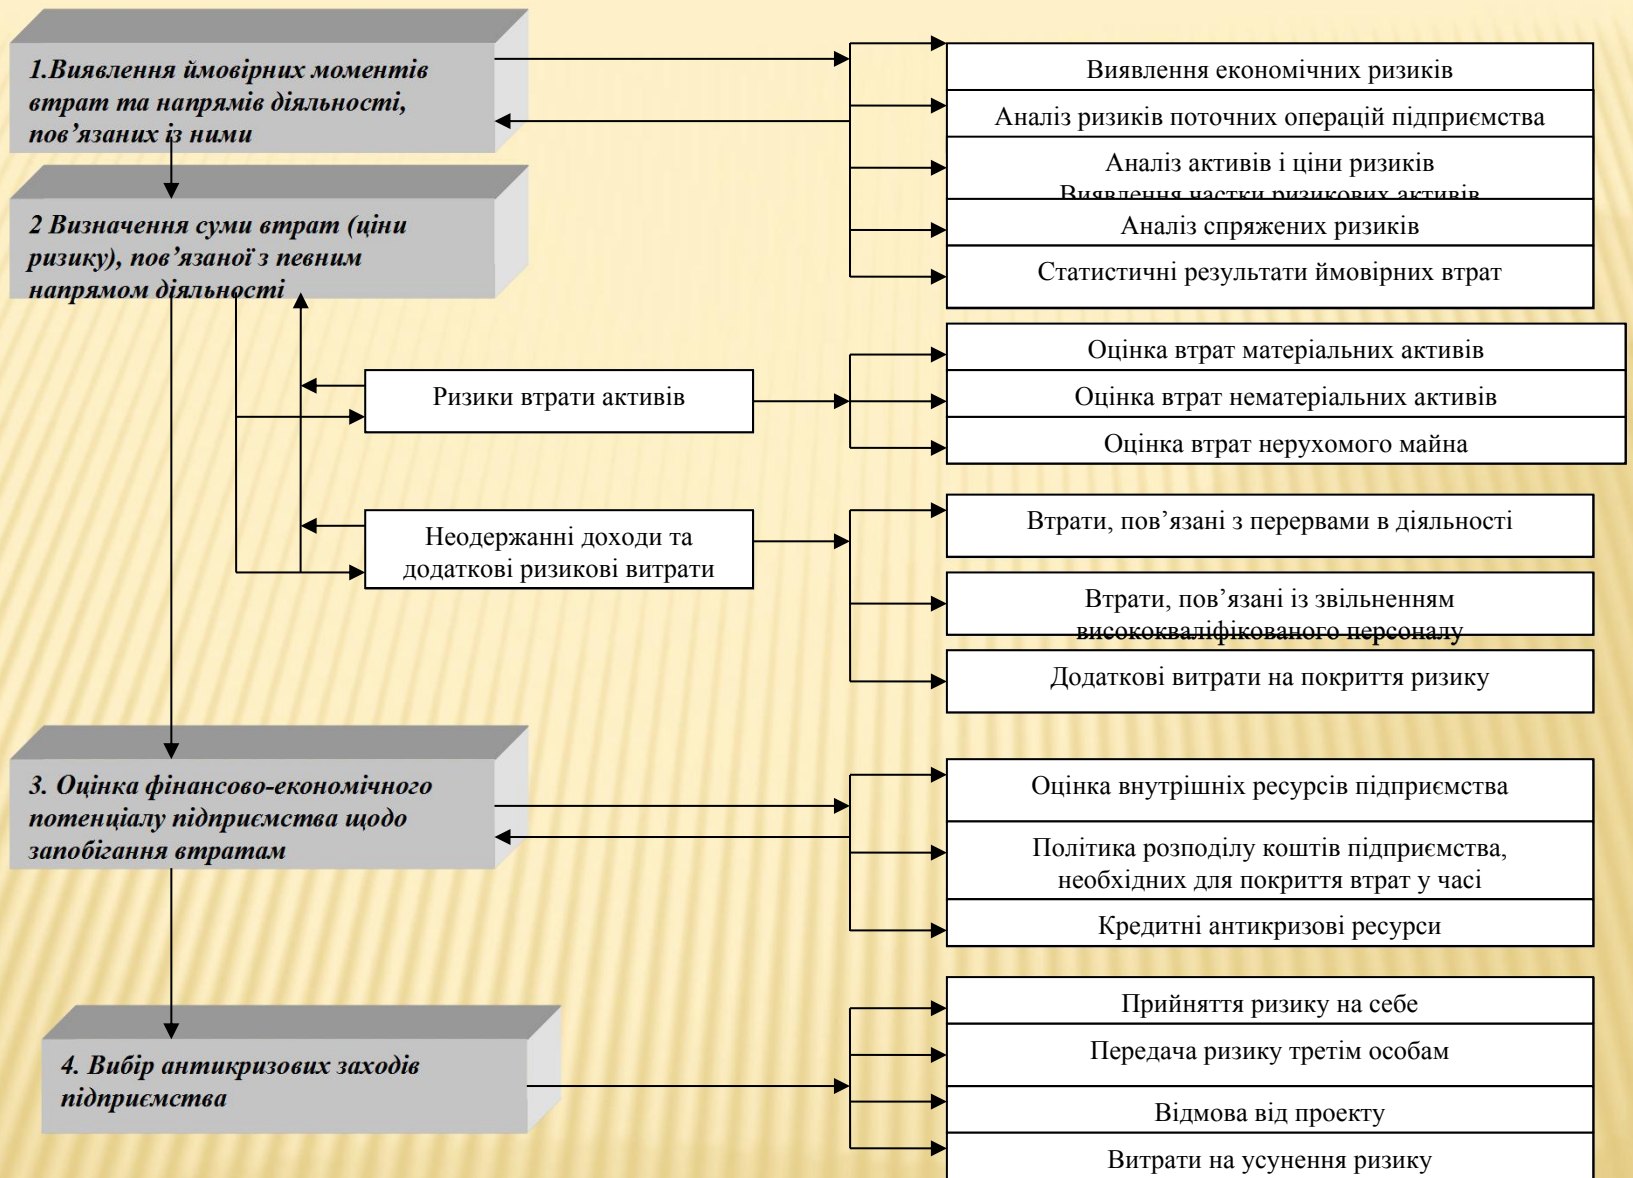 1.Виявлення ймовірних моментів
втрат та напрямів діяльності,
пов’язаних із ними
Виявлення економічних ризиків
Аналіз ризиків поточних операцій підприємства
Аналіз активів і ціни ризиків
Виявлення частки ризикових активів
Аналіз спряжених ризиків
Статистичні результати ймовірних втрат
2 Визначення суми втрат (ціни
ризику), пов’язаної з певним
напрямом діяльності
Ризики втрати активів
Оцінка втрат матеріальних активів
Оцінка втрат нематеріальних активів
Оцінка втрат нерухомого майна
Неодержанні доходи та
додаткові ризикові витрати
Втрати, пов’язані з перервами в діяльності
Втрати, пов’язані із звільненням
висококваліфікованого персоналу
Додаткові витрати на покриття ризику
3. Оцінка фінансово-економічного
потенціалу підприємства щодо
запобігання втратам
Оцінка внутрішніх ресурсів підприємства
Політика розподілу коштів підприємства,
необхідних для покриття втрат у часі
Кредитні антикризові ресурси
4. Вибір антикризових заходів
підприємства
Прийняття ризику на себе
Передача ризику третім особам
Відмова від проекту
Витрати на усунення ризику